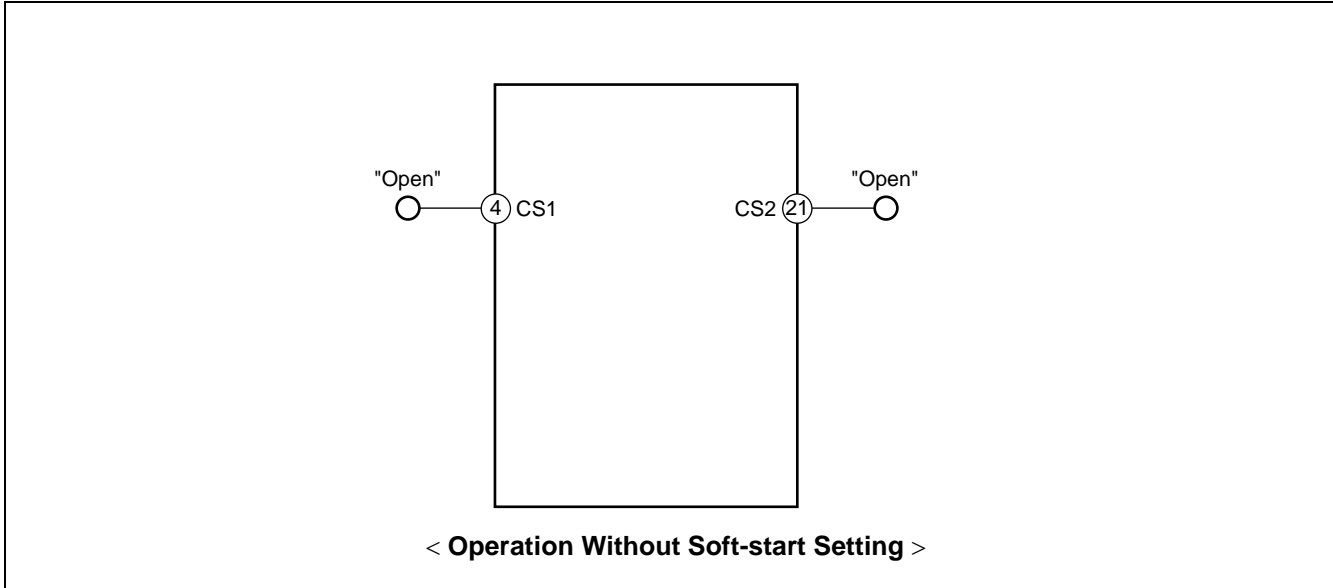 "Open" "Open"
4 CS1 CS2 21
< Operation Without Soft-start Setting >